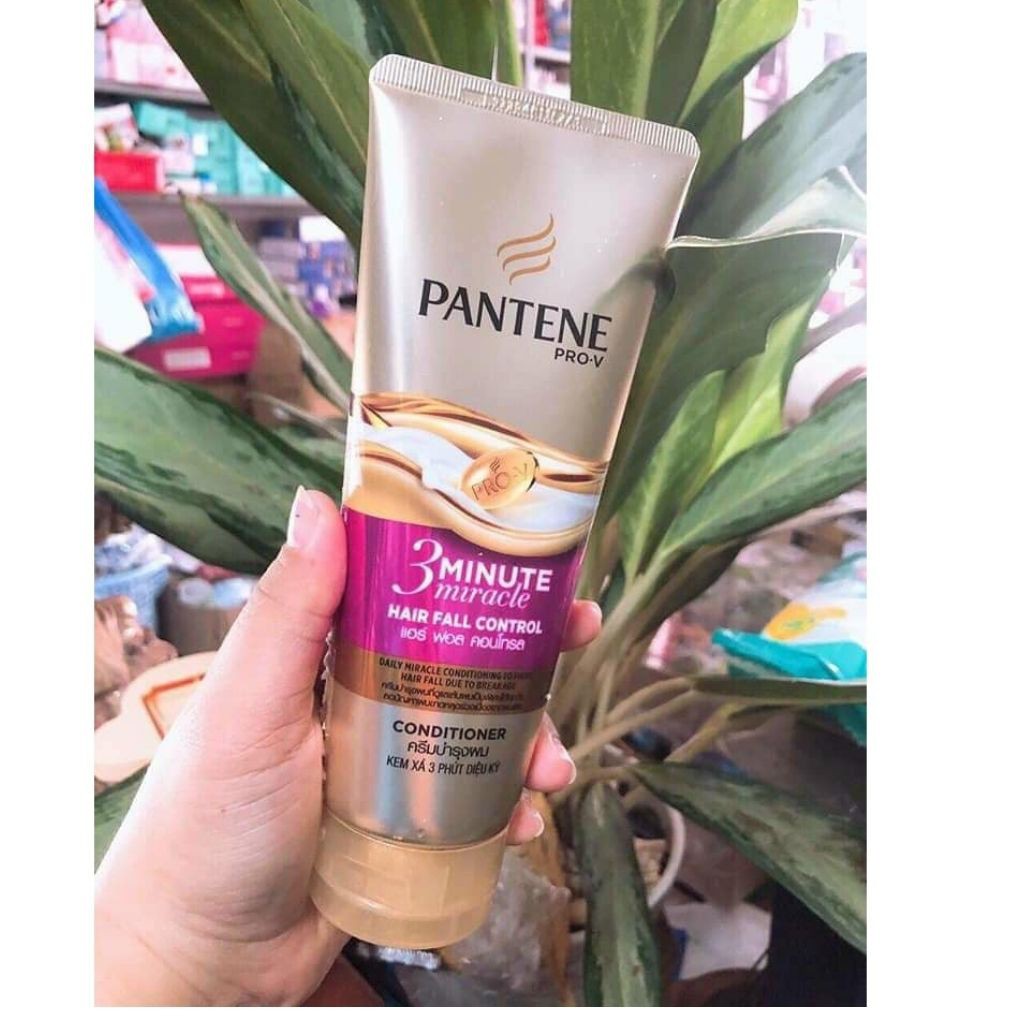 PANTENE
PRO-V
PRO-V
3 MINUTE
miracle
HAIR FALL CONTROL
แฮร์ ฟอล คอนโทรล
DAILY MIRACLE CONDITIONING TO
HAIR FALL DUE TO BREAKAGE
CONDITIONER
ครีมบำรุงผม
KEM XẢ 3 PHÚT DIỆU KỲ